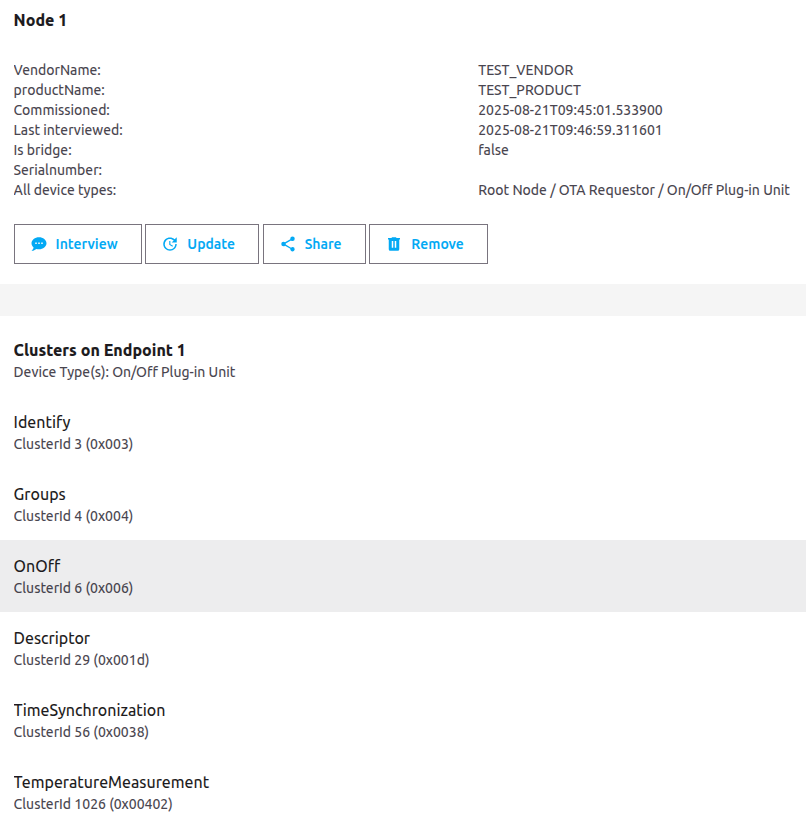 Node 1
VendorName: TEST_VENDOR
productName: TEST_PRODUCT
Commissioned: 2025-08-21T09:45:01.533900
Last interviewed: 2025-08-21T09:46:59.311601
Is bridge: false
Serialnumber:
All device types: Root Node / OTA Requestor / On/Off Plug-in Unit
Interview Update Share Remove
Clusters on Endpoint 1
Device Type(s): On/Off Plug-in Unit
Identify
ClusterId 3 (0x003)
Groups
ClusterId 4 (0x004)
OnOff
ClusterId 6 (0x006)
Descriptor
ClusterId 29 (0x001d)
TimeSynchronization
ClusterId 56 (0x0038)
TemperatureMeasurement
ClusterId 1026 (0x00402)